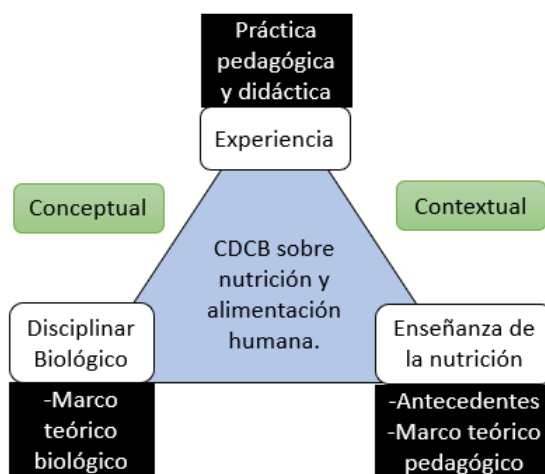 Práctica
pedagógica
y didáctica
Experiencia
Conceptual
Contextual
CDCB sobre
nutrición y
alimentación
humana.
Disciplinar
Biológico
Enseñanza de
la nutrición
-Marco
teórico
biológico
-Antecedentes
-Marco teórico
pedagógico